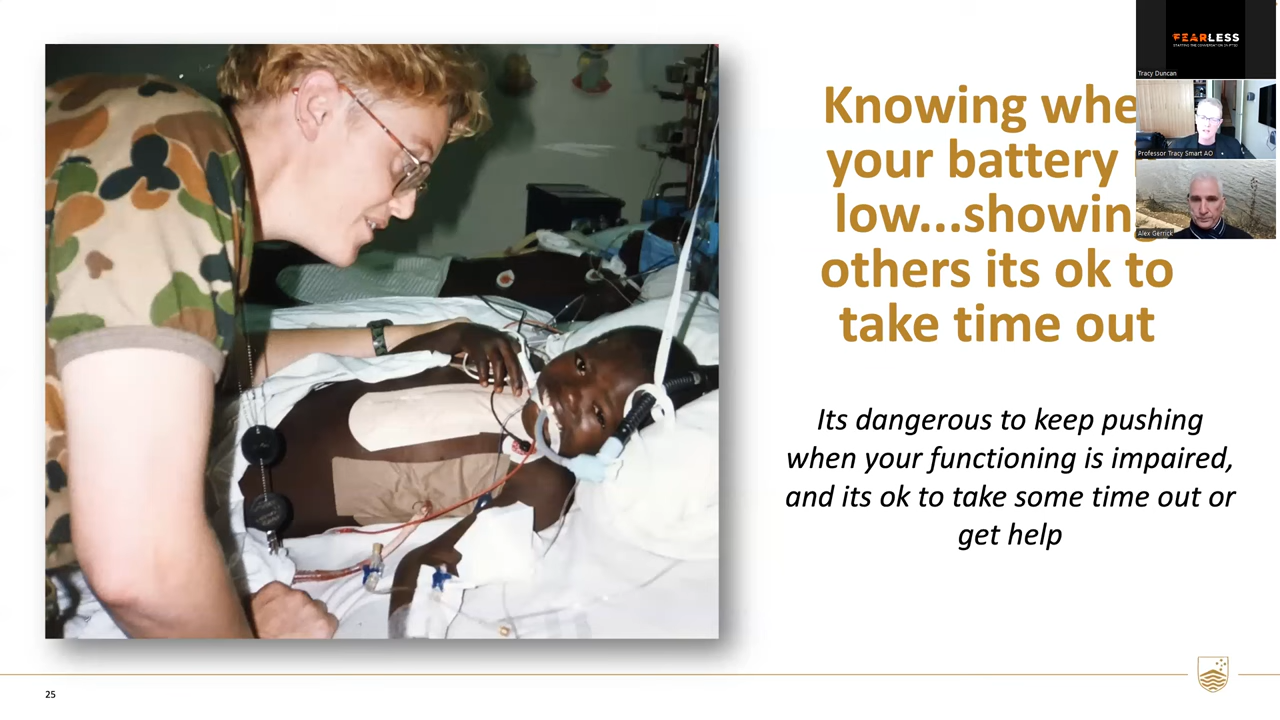 Knowing whe
your battery
low...showing
others its ok to
take time out
Its dangerous to keep pushing
when your functioning is impaired,
and its ok to take some time out or
get help
25
FEARLESS
STARTING THE CONVERSATION ON PTSD
Tracy Duncan
Professor Tracy Smart AO
Alex Gerrick